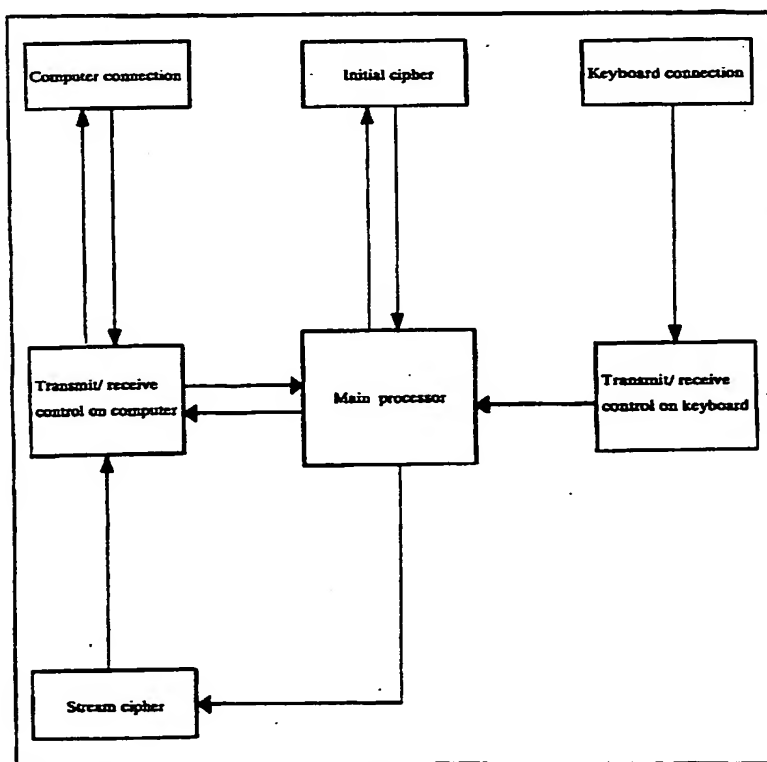 Computer connection
Initial cipher
Keyboard connection
Transmit/ receive
control on computer
Main processor
Transmit/ receive
control on keyboard
Stream cipher